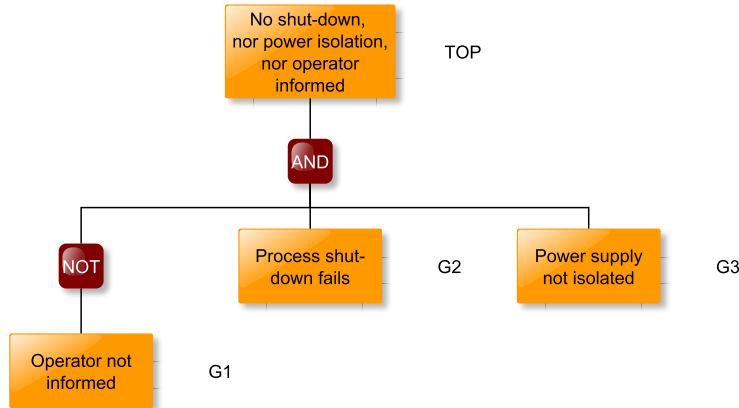 No shut-down,
nor power isolation,
nor operator
informed
TOP
AND
NOT
Process shut-
down fails
G2
Power supply
not isolated
G3
Operator not
informed
G1